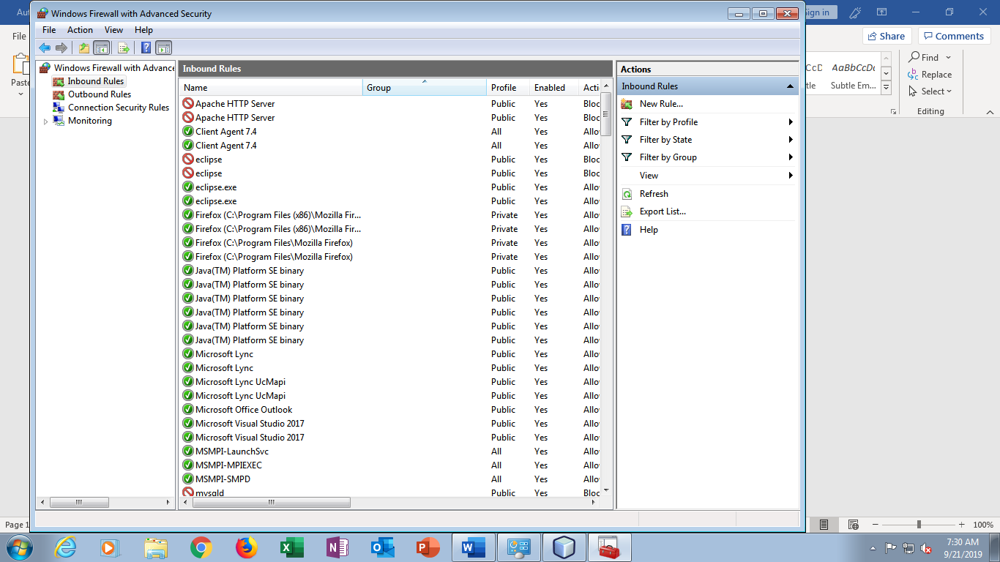 Windows Firewall with Advanced Security
File Action View Help
Windows Firewall with Advance
Inbound Rules
Outbound Rules
Connection Security Rules
Monitoring
Inbound Rules
Name Group Profile Enabled Acti
Apache HTTP Server Public Yes Bloc
Apache HTTP Server Public Yes Bloc
Client Agent 7.4 All Yes Allo
Client Agent 7.4 All Yes Allo
eclipse Public Yes Bloc
eclipse Public Yes Bloc
eclipse.exe Public Yes Allo
eclipse.exe Public Yes Allo
Firefox (C:\Program Files (x86)\Mozilla Fir... Private Yes Allo
Firefox (C:\Program Files (x86)\Mozilla Fir... Private Yes Allo
Firefox (C:\Program Files\Mozilla Firefox) Private Yes Allo
Firefox (C:\Program Files\Mozilla Firefox) Private Yes Allo
Java(TM) Platform SE binary Public Yes Allo
Java(TM) Platform SE binary Public Yes Allo
Java(TM) Platform SE binary Public Yes Allo
Java(TM) Platform SE binary Public Yes Allo
Java(TM) Platform SE binary Public Yes Allo
Java(TM) Platform SE binary Public Yes Allo
Microsoft Lync Public Yes Allo
Microsoft Lync Public Yes Allo
Microsoft Lync UcMapi Public Yes Allo
Microsoft Lync UcMapi Public Yes Allo
Microsoft Office Outlook Public Yes Allo
Microsoft Visual Studio 2017 Public Yes Allo
Microsoft Visual Studio 2017 Public Yes Allo
MSMPI-LaunchSvc All Yes Allo
MSMPI-MPIEXEC All Yes Allo
MSMPI-SMPD All Yes Allo
mysqld Public Yes Bloc
Actions
Inbound Rules
New Rule...
Filter by Profile
Filter by State
Filter by Group
View
Refresh
Export List...
Help
Aut
ign in
File
Share
Comments
Paste
CcD AaBbCcDı
tle Subtle Em...
Find
Replace
Select
Editing
Page 1
100%
7:30 AM
9/21/2019